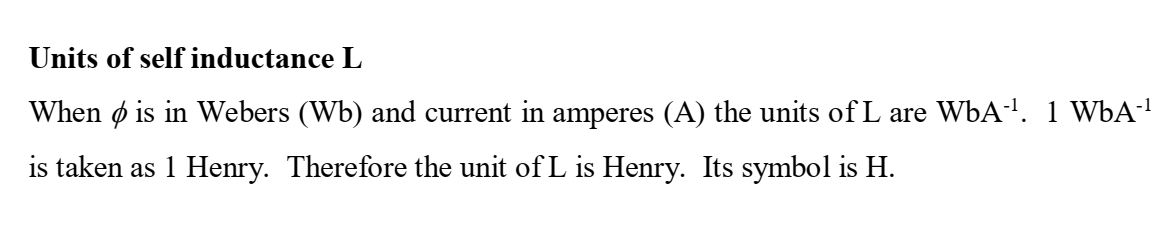 Units of self inductance L
When ϕ is in Webers (Wb) and current in amperes (A) the units of L are WbA⁻¹.  1 WbA⁻¹
is taken as 1 Henry.  Therefore the unit of L is Henry.  Its symbol is H.